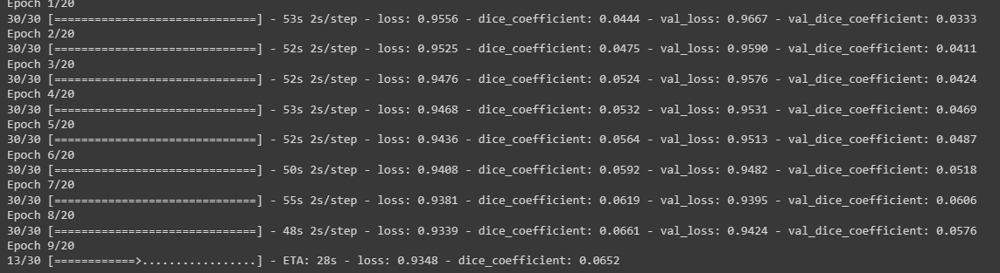 Epoch 1/20
30/30 [==============================] - 53s 2s/step - loss: 0.9556 - dice_coefficient: 0.0444 - val_loss: 0.9667 - val_dice_coefficient: 0.0333
Epoch 2/20
30/30 [==============================] - 52s 2s/step - loss: 0.9525 - dice_coefficient: 0.0475 - val_loss: 0.9590 - val_dice_coefficient: 0.0411
Epoch 3/20
30/30 [==============================] - 52s 2s/step - loss: 0.9476 - dice_coefficient: 0.0524 - val_loss: 0.9576 - val_dice_coefficient: 0.0424
Epoch 4/20
30/30 [==============================] - 53s 2s/step - loss: 0.9468 - dice_coefficient: 0.0532 - val_loss: 0.9531 - val_dice_coefficient: 0.0469
Epoch 5/20
30/30 [==============================] - 52s 2s/step - loss: 0.9436 - dice_coefficient: 0.0564 - val_loss: 0.9513 - val_dice_coefficient: 0.0487
Epoch 6/20
30/30 [==============================] - 50s 2s/step - loss: 0.9408 - dice_coefficient: 0.0592 - val_loss: 0.9482 - val_dice_coefficient: 0.0518
Epoch 7/20
30/30 [==============================] - 55s 2s/step - loss: 0.9381 - dice_coefficient: 0.0619 - val_loss: 0.9395 - val_dice_coefficient: 0.0606
Epoch 8/20
30/30 [==============================] - 48s 2s/step - loss: 0.9339 - dice_coefficient: 0.0661 - val_loss: 0.9424 - val_dice_coefficient: 0.0576
Epoch 9/20
13/30 [============>.................] - ETA: 28s - loss: 0.9348 - dice_coefficient: 0.0652